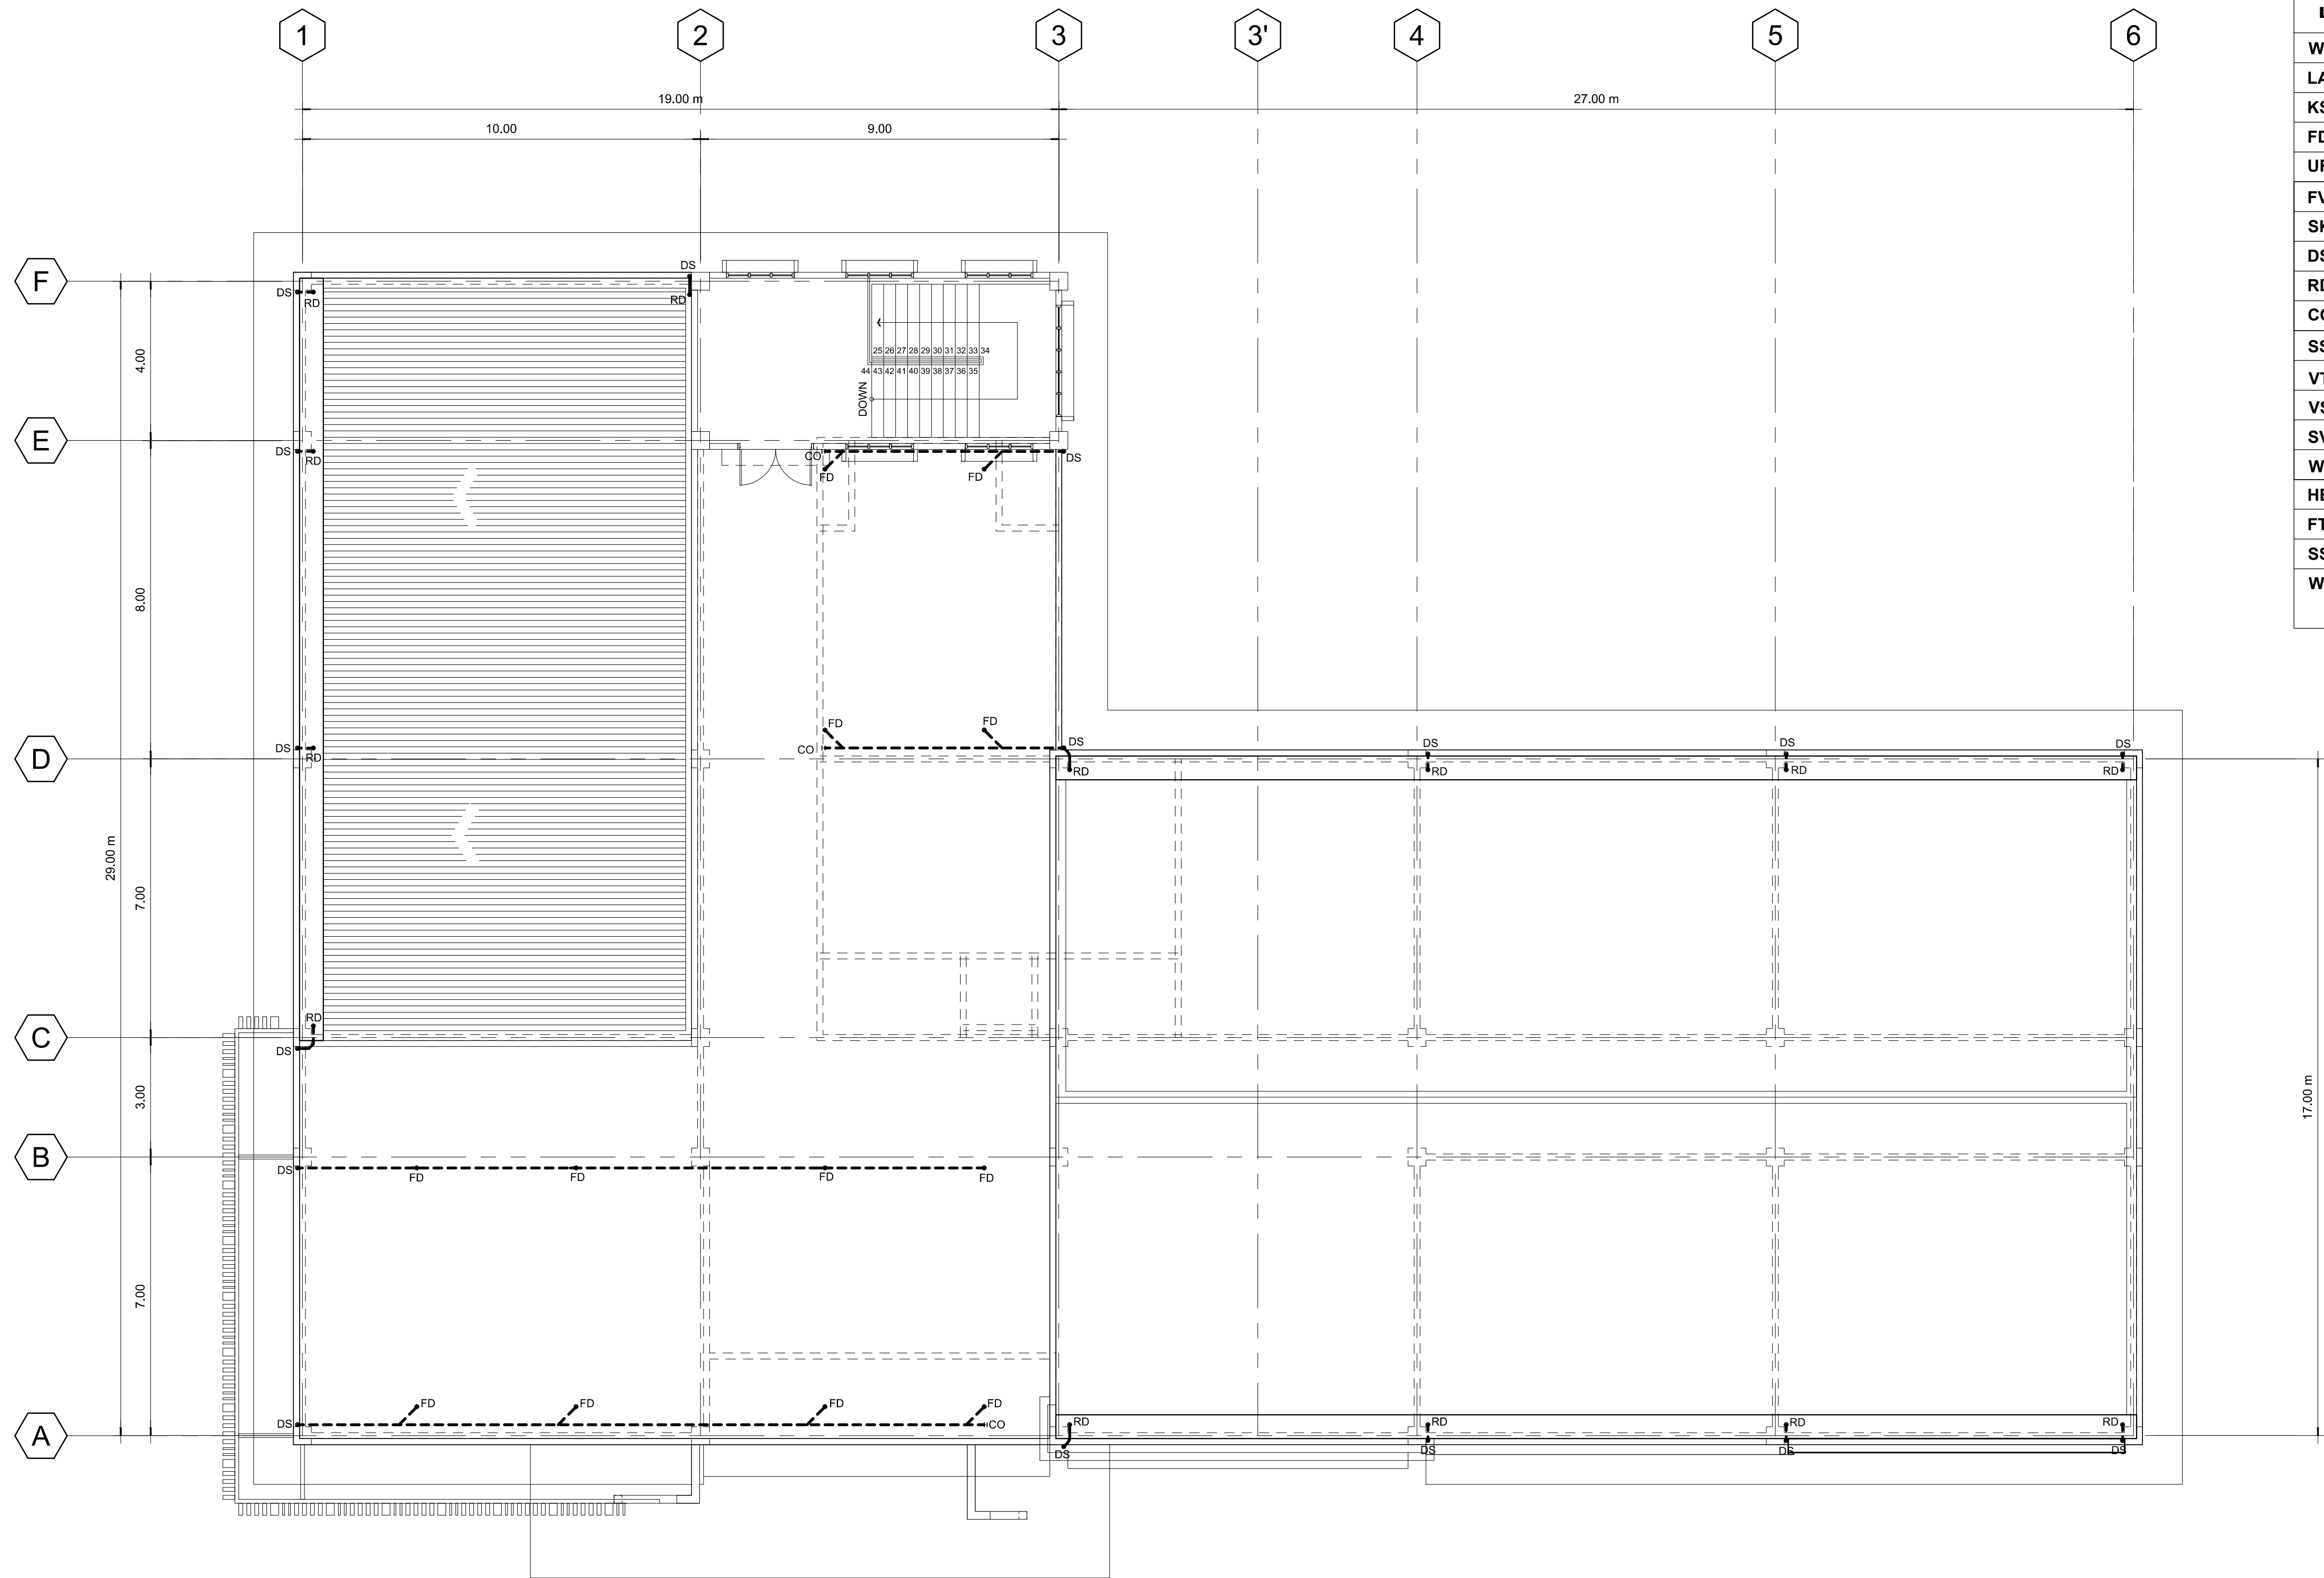 1
2
3
3'
4
5
6
19.00 m
27.00 m
10.00
9.00
F
E
D
C
B
A
4.00
8.00
7.00
3.00
7.00
29.00 m
17.00 m
DS
RD
DS
RD
25 26 27 28 29 30 31 32 33 34
44 43 42 41 40 39 38 37 36 35
DOWN
DS
RD
CO
FD
FD
DS
DS
RD
FD
FD
CO
DS
RD
DS
RD
DS
RD
DS
RD
RD
DS
DS
FD
FD
FD
FD
DS
FD
FD
FD
FD
CO
RD
DS
RD
DS
RD
DS
RD
DS
LA
KS
DS